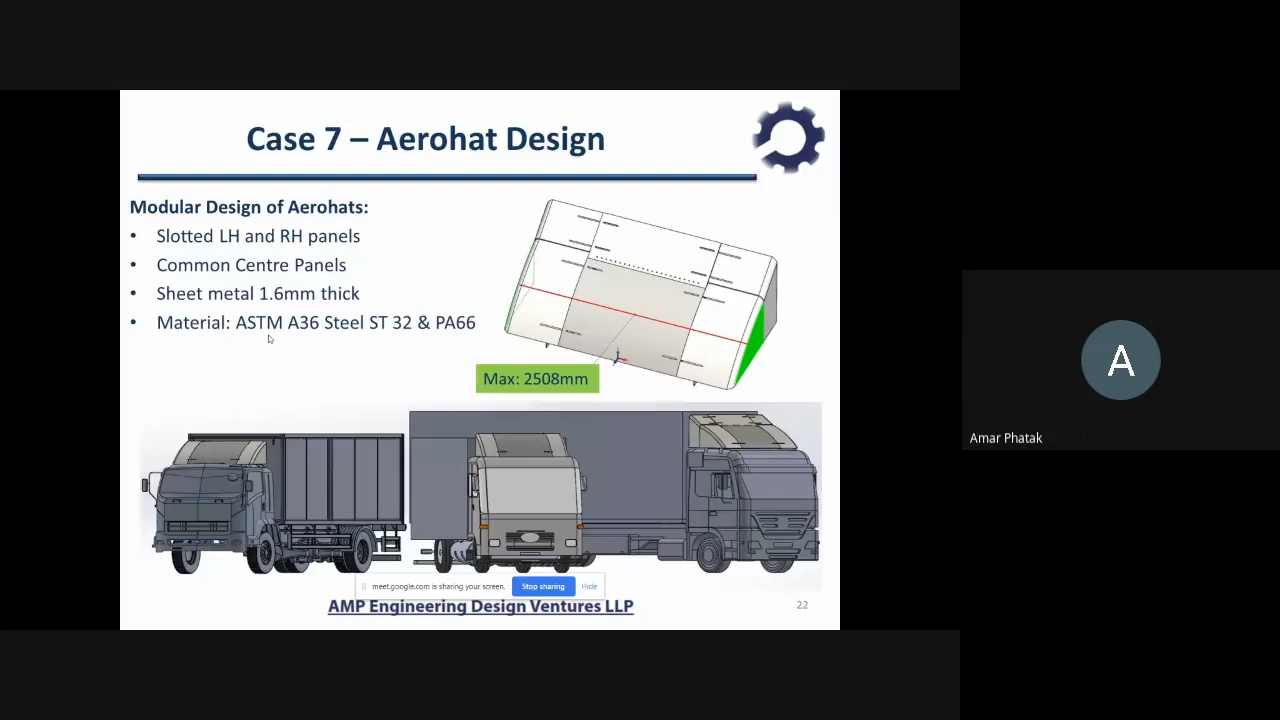 Case 7 – Aerohat Design
Modular Design of Aerohats:
• Slotted LH and RH panels
• Common Centre Panels
• Sheet metal 1.6mm thick
• Material: ASTM A36 Steel ST 32 & PA66
Max: 2508mm
meet.google.com is sharing your screen. Stop sharing Hide
AMP Engineering Design Ventures LLP
22
A
Amar Phatak